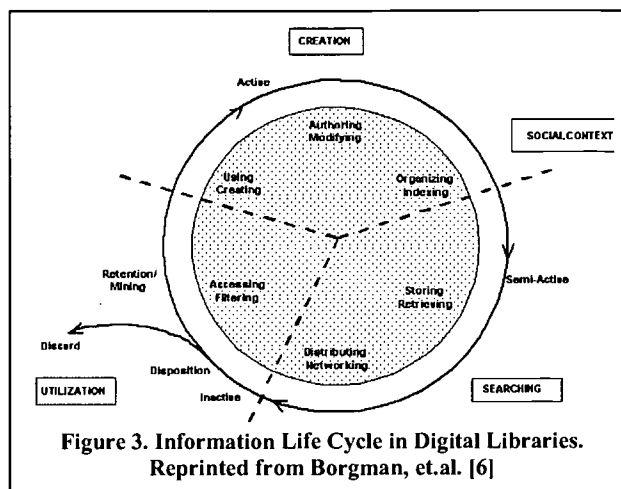 CREATION
Active
Authoring
Modifying
SOCIAL CONTEXT
Using
Creating
Organizing
Indexing
Retention/
Mining
Accessing
Filtering
Storing
Retrieving
Semi-Active
Discard
Disposition
Distributing
Networking
UTILIZATION
Inactive
SEARCHING
Figure 3. Information Life Cycle in Digital Libraries.
Reprinted from Borgman, et.al. [6]